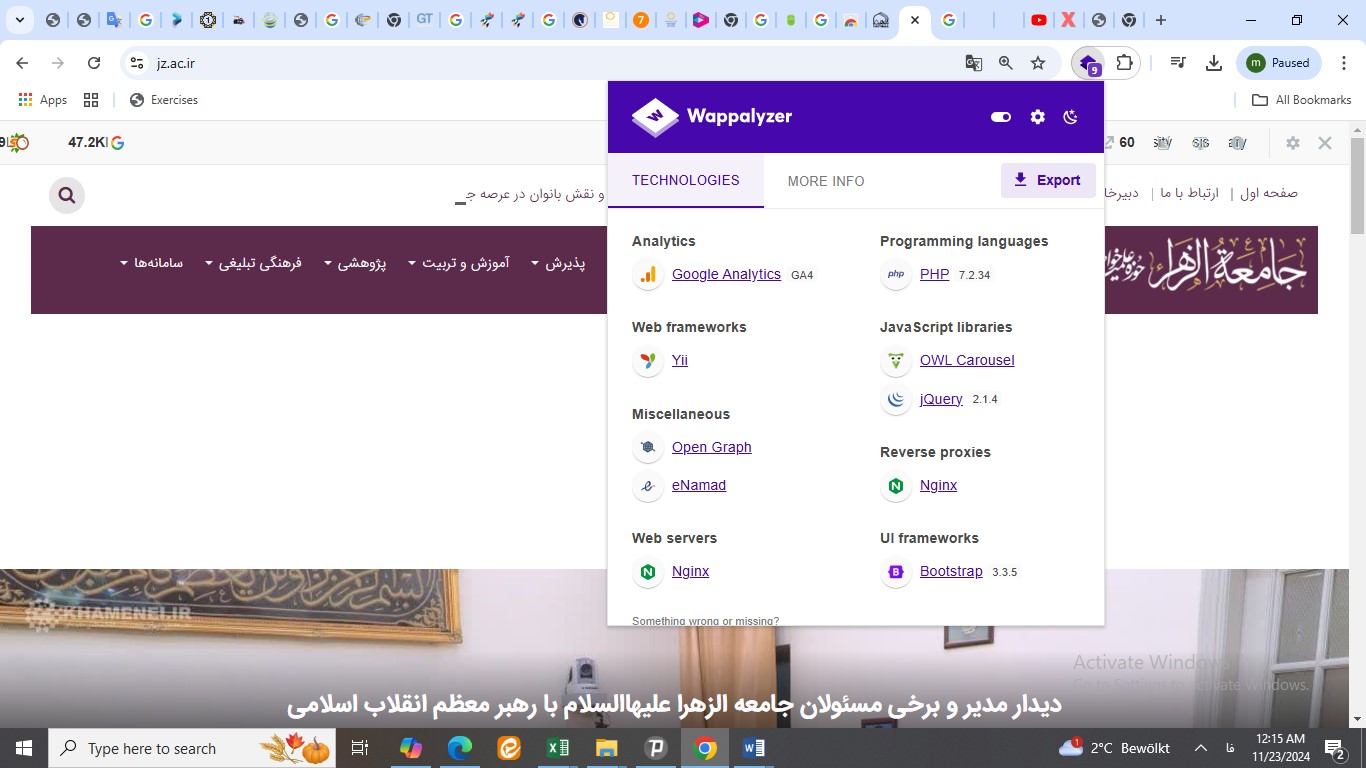 jz.ac.ir
Paused
9
Apps
Exercises
All Bookmarks
47.2K
60
صفحه اول | ارتباط با ما |
و نقش بانوان در عرصه جـ
Wappalyzer
TECHNOLOGIES
MORE INFO
Export
جامعة الزهرا
پذیرش
آموزش و تربیت
پژوهشی
فرهنگی تبلیغی
سامانه‌ها
Analytics
Google Analytics GA4
Web frameworks
Yii
Miscellaneous
Open Graph
eNamad
Web servers
Nginx
Programming languages
PHP 7.2.34
JavaScript libraries
OWL Carousel
jQuery 2.1.4
Reverse proxies
Nginx
UI frameworks
Bootstrap 3.3.5
Something wrong or missing?
KHAMENEI.IR
Activate Windows
Go to Settings to activate Windows.
دیدار مدیر و برخی مسئولان جامعه الزهرا علیهاالسلام با رهبر معظم انقلاب اسلامی
Type here to search
2°C Bewölkt
فا
12:15 AM
11/23/2024
2